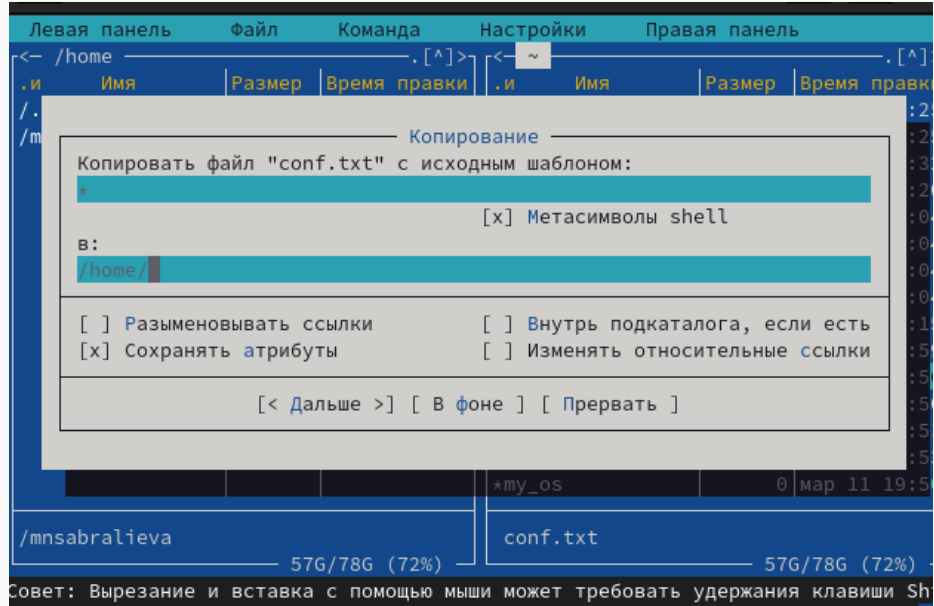 Левая панель Файл Команда Настройки Правая панель
<— /home .[^]> <— ~ .[^]
.и Имя Размер Время правки .и Имя Размер Время правк
/.
/m
Копирование
Копировать файл "conf.txt" с исходным шаблоном:
*
[x] Метасимволы shell
в:
/home/
[ ] Разыменовывать ссылки [ ] Внутрь подкаталога, если есть
[x] Сохранять атрибуты [ ] Изменять относительные ссылки
[< Дальше >] [ В фоне ] [ Прервать ]
*my_os 0 мар 11 19:5
/mnsabralieva conf.txt
57G/78G (72%) 57G/78G (72%)
Совет: Вырезание и вставка с помощью мыши может требовать удержания клавиши Sh